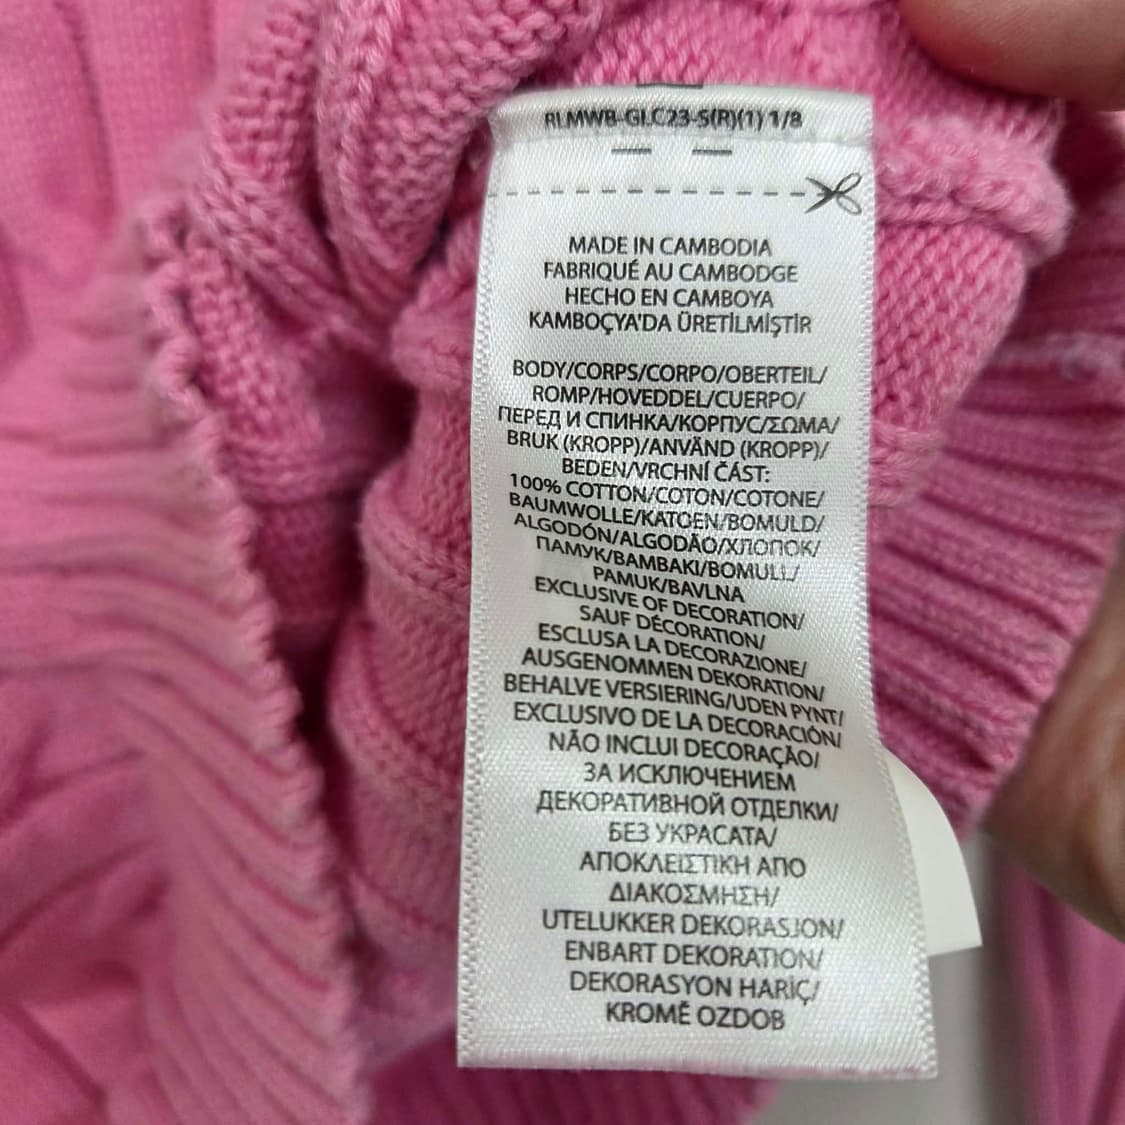 RLMWB-GLC23-S(R)(1) 1/8
MADE IN CAMBODIA
FABRIQUÉ AU CAMBODGE
HECHO EN CAMBOYA
KAMBOÇYA'DA ÜRETİLMİŞTİR
BODY/CORPS/CORPO/OBERTEIL/
ROMP/HOVEDDEL/CUERPO/
ПЕРЕД И СПИНКА/КОРПУС/ΣΩΜΑ/
BRUK (KROPP)/ANVÄND (KROPP)/
BEDEN/VRCHNÍ ČÁST:
100% COTTON/COTON/COTONE/
BAUMWOLLE/KATOEN/BOMULD/
ALGODÓN/ALGODÃO/ХЛОПОК/
ПАМУК/ΒΑΜΒΑΚΙ/BOMULL/
PAMUK/BAVLNA
EXCLUSIVE OF DECORATION/
SAUF DÉCORATION/
ESCLUSA LA DECORAZIONE/
AUSGENOMMEN DEKORATION/
BEHALVE VERSIERING/UDEN PYNT/
EXCLUSIVO DE LA DECORACIÓN/
NÃO INCLUI DECORAÇÃO/
ЗА ИСКЛЮЧЕНИЕМ
ДЕКОРАТИВНОЙ ОТДЕЛКИ/
БЕЗ УКРАСАТА/
ΑΠΟΚΛΕΙΣΤΙΚΗ ΑΠΟ
ΔΙΑΚΟΣΜΗΣΗ/
UTELUKKER DEKORASJON/
ENBART DEKORATION/
DEKORASYON HARİÇ/
KROMĚ OZDOB